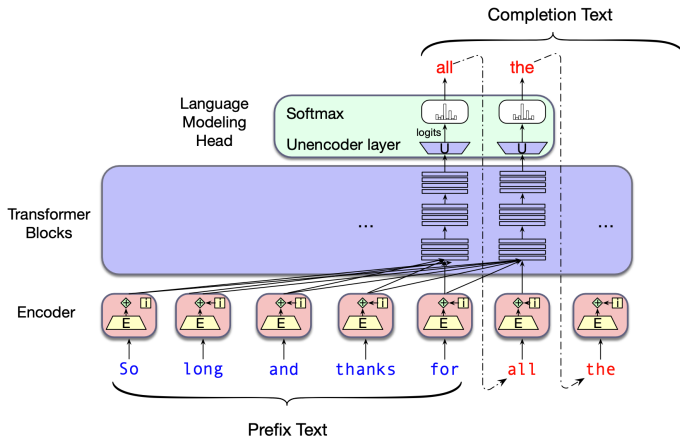 Completion Text
all the
Language
Modeling
Head
Softmax
logits
Unencoder layer
U U
Transformer
Blocks
... ...
Encoder
i i i i i i i
E E E E E E E
So long and thanks for all the
Prefix Text